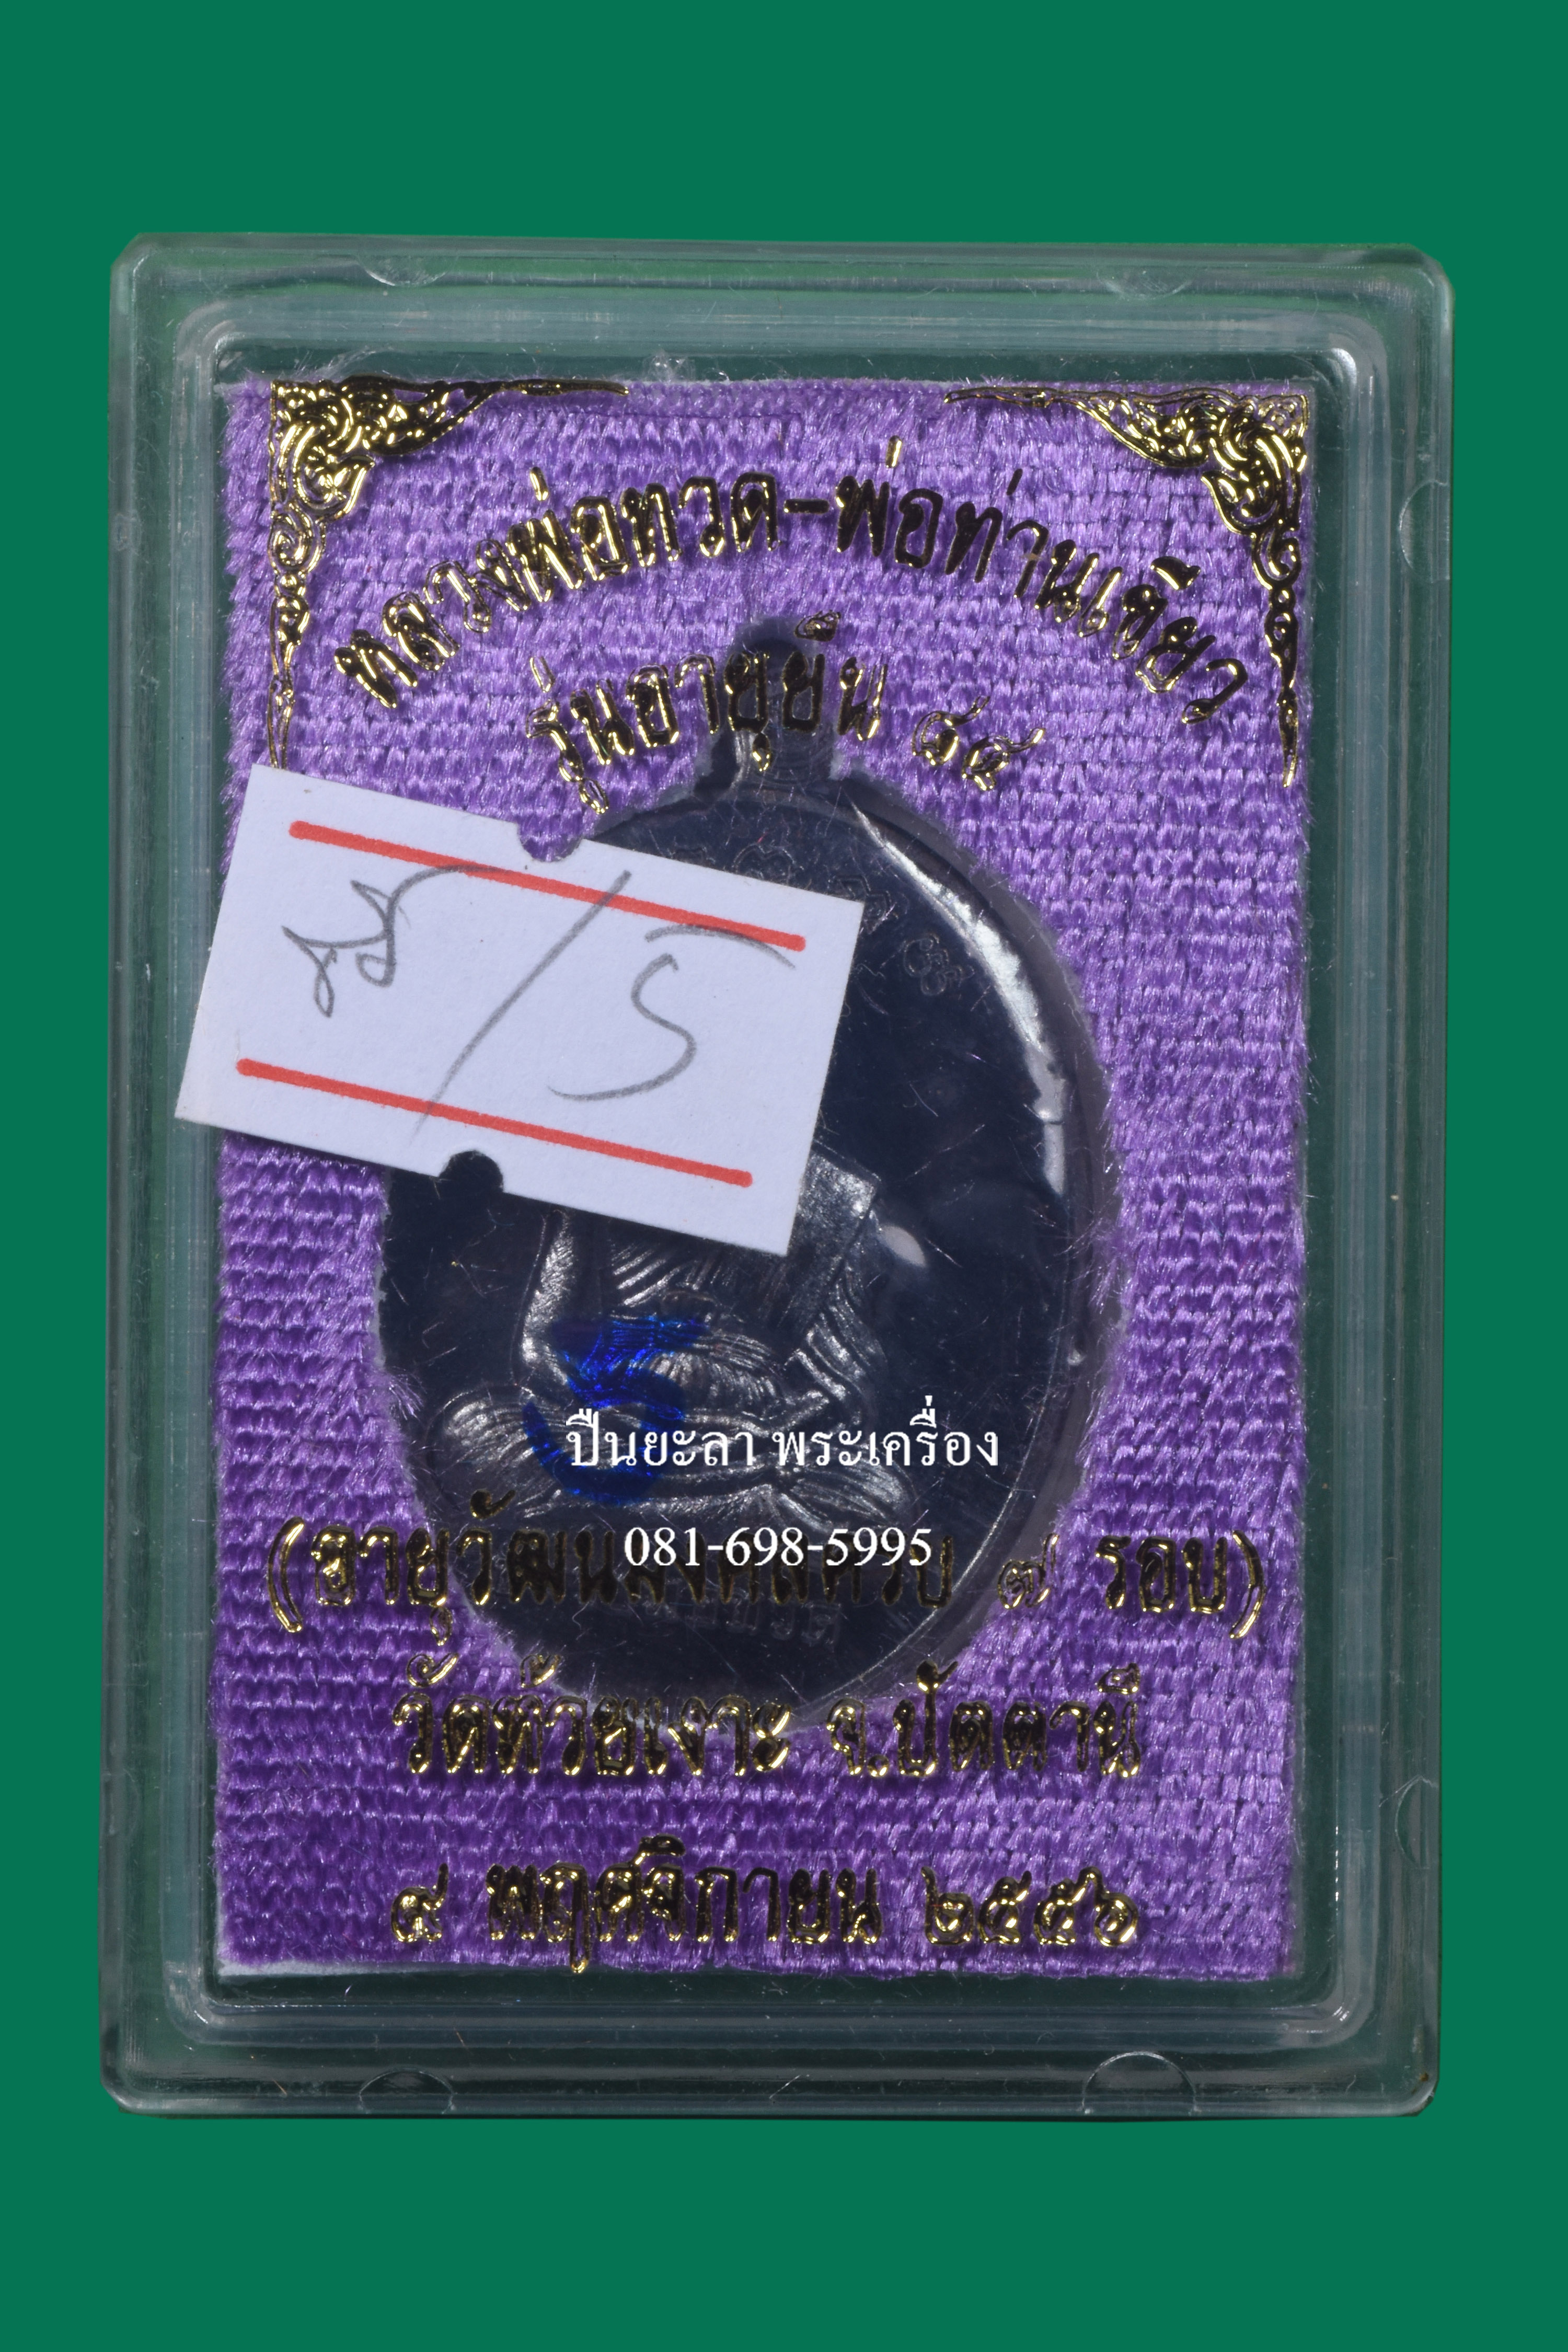 หลวงพ่อทวด-พ่อท่านเขียว
รุ่นอายุยืน ๘๔
5
ปืนยะลา พระเครื่อง
081-698-5995
(อายุวัฒนมงคลครบ ๗ รอบ)
วัดห้วยเงาะ จ.ปัตตานี
๙ พฤศจิกายน ๒๕๕๖